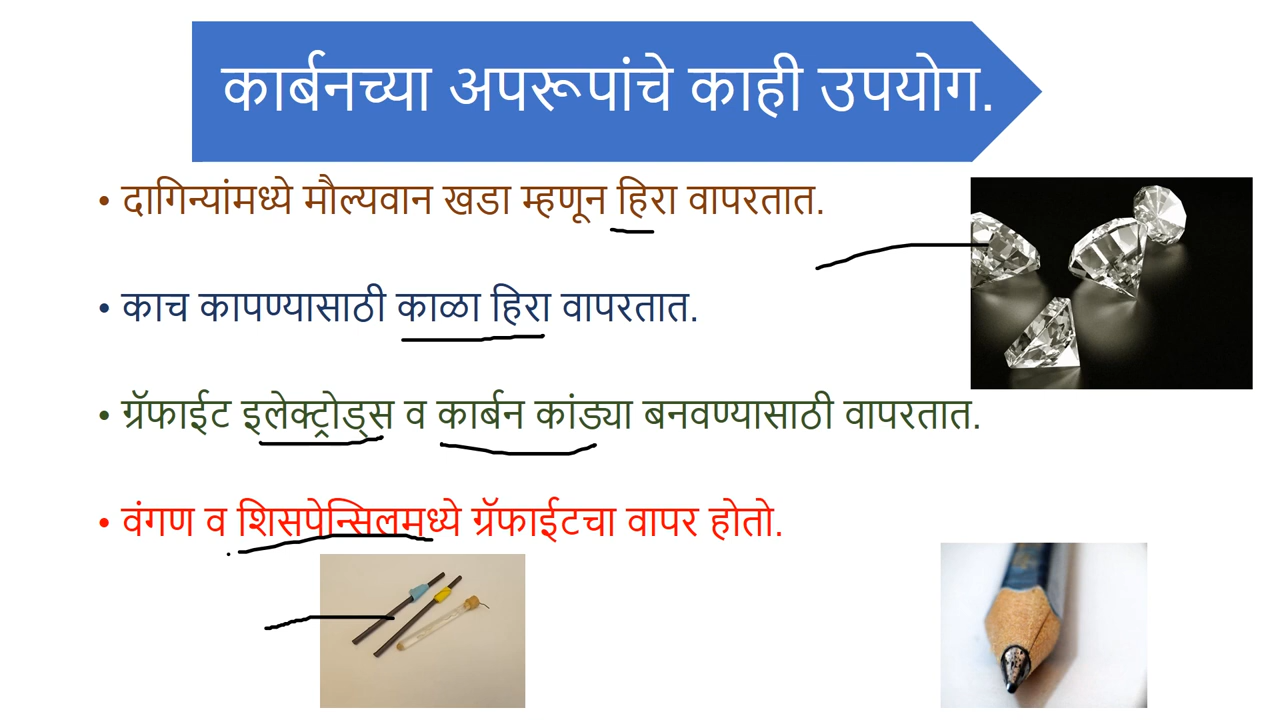 कार्बनच्या अपरूपांचे काही उपयोग.
• दागिन्यांमध्ये मौल्यवान खडा म्हणून हिरा वापरतात.
• काच कापण्यासाठी काळा हिरा वापरतात.
• ग्रॅफाईट इलेक्ट्रोड्स व कार्बन कांड्या बनवण्यासाठी वापरतात.
• वंगण व शिसपेन्सिलमध्ये ग्रॅफाईटचा वापर होतो.